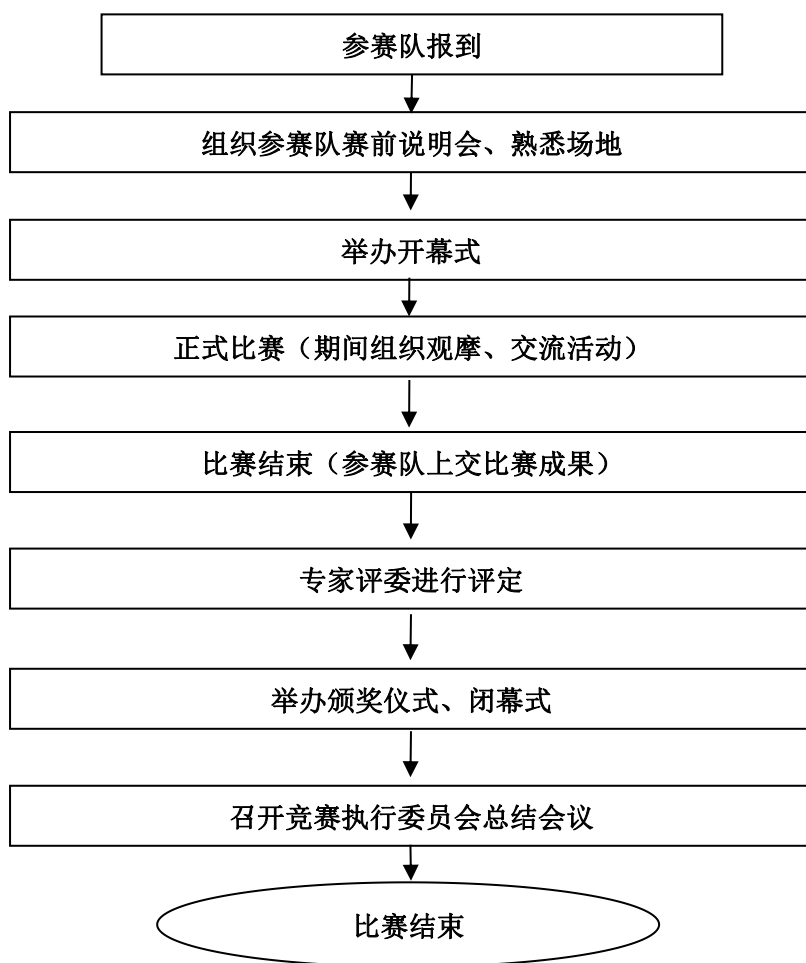 参赛队报到
组织参赛队赛前说明会、熟悉场地
举办开幕式
正式比赛（期间组织观摩、交流活动）
比赛结束（参赛队上交比赛成果）
专家评委进行评定
举办颁奖仪式、闭幕式
召开竞赛执行委员会总结会议
比赛结束